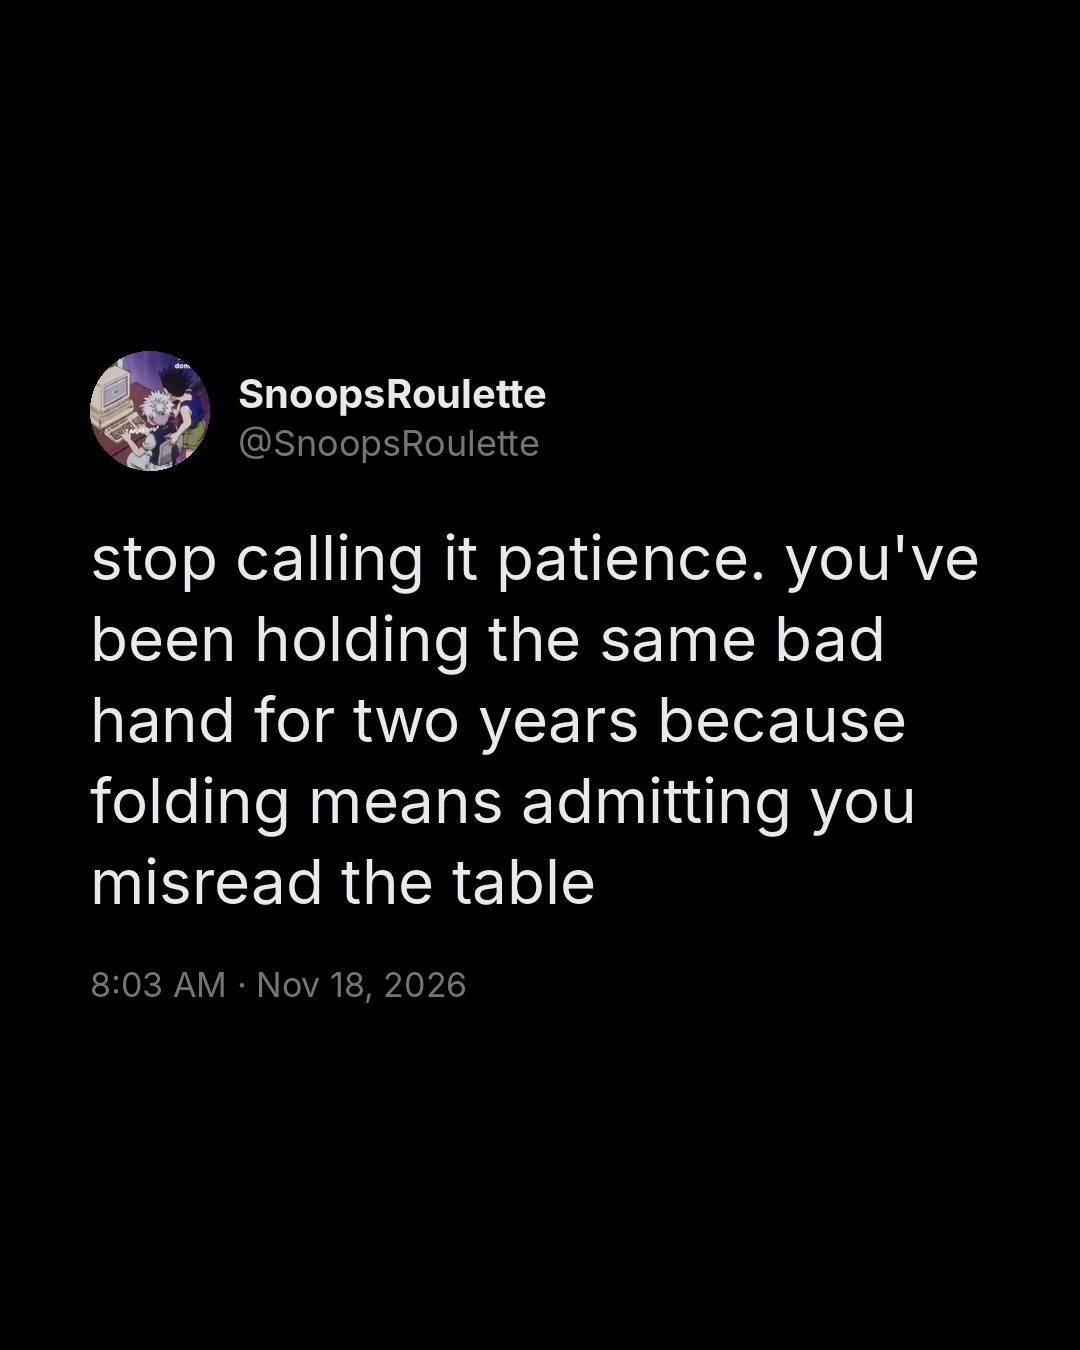 SnoopsRoulette
@SnoopsRoulette
stop calling it patience. you've
been holding the same bad
hand for two years because
folding means admitting you
misread the table
8:03 AM · Nov 18, 2026